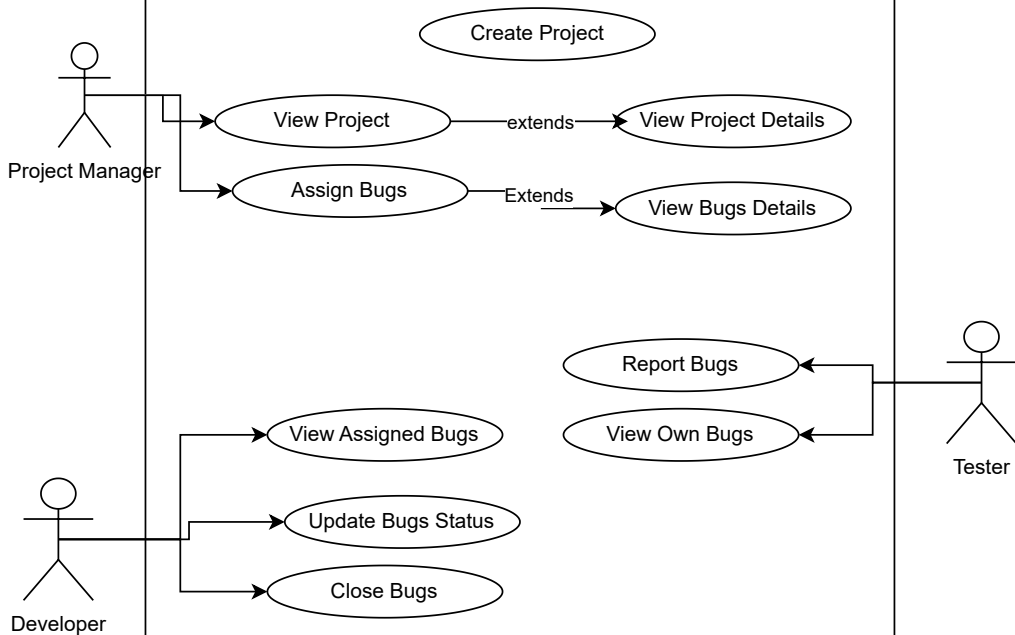 Create Project
View Project
extends
View Project Details
Project Manager
Assign Bugs
Extends
View Bugs Details
Report Bugs
View Own Bugs
Tester
View Assigned Bugs
Update Bugs Status
Close Bugs
Developer